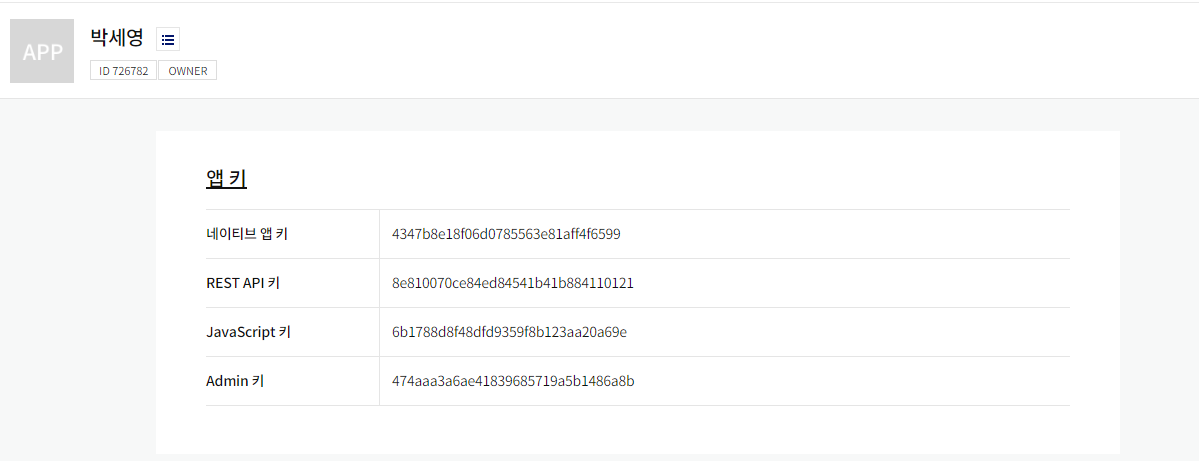 APP
박세영
ID 726782
OWNER
앱 키
네이티브 앱 키 4347b8e18f06d0785563e81aff4f6599
REST API 키 8e810070ce84ed84541b41b884110121
JavaScript 키 6b1788d8f48dfd9359f8b123aa20a69e
Admin 키 474aaa3a6ae41839685719a5b1486a8b